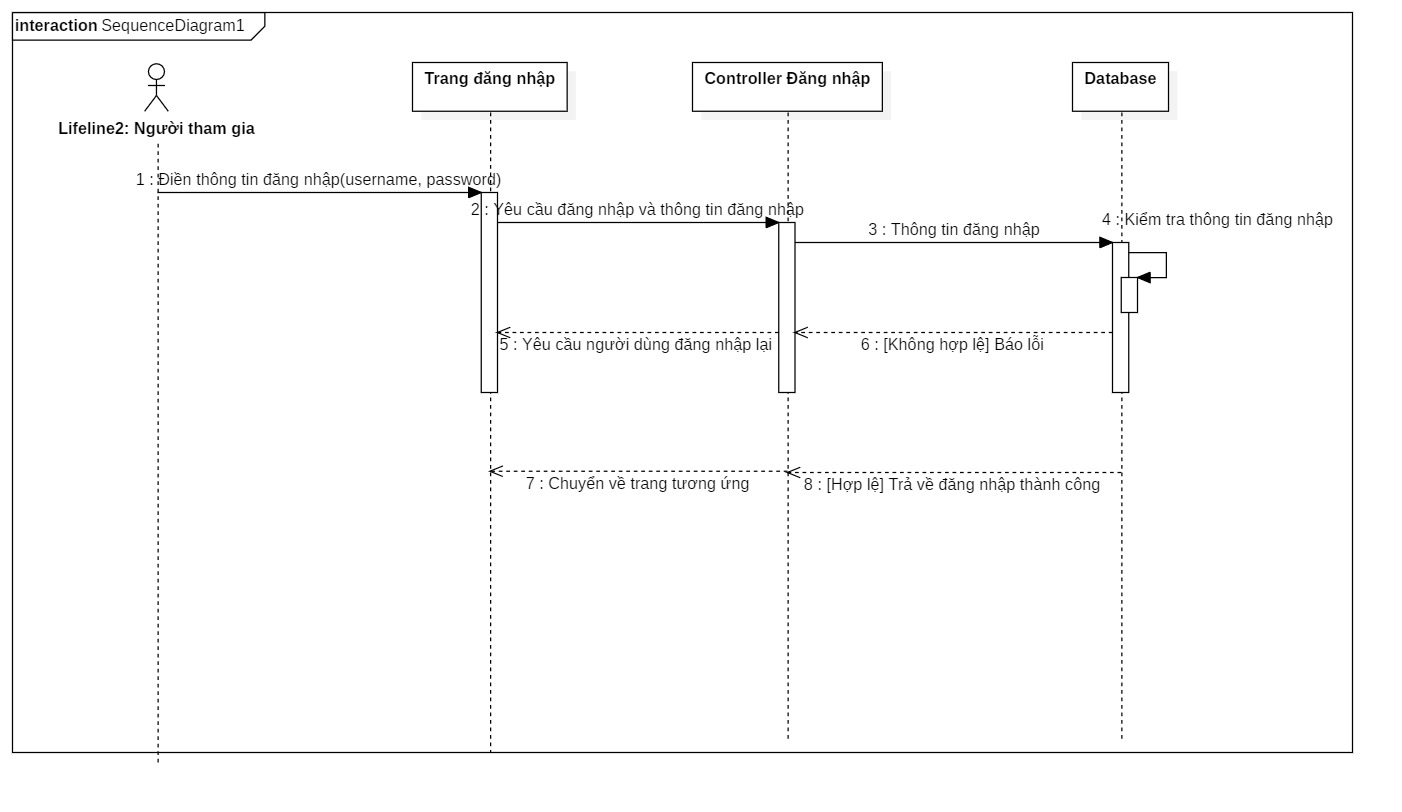 interaction SequenceDiagram1
Lifeline2: Người tham gia
Trang đăng nhập
Controller Đăng nhập
Database
1 : Điền thông tin đăng nhập(username, password)
2 : Yêu cầu đăng nhập và thông tin đăng nhập
3 : Thông tin đăng nhập
4 : Kiểm tra thông tin đăng nhập
5 : Yêu cầu người dùng đăng nhập lại
6 : [Không hợp lệ] Báo lỗi
7 : Chuyển về trang tương ứng
8 : [Hợp lệ] Trả về đăng nhập thành công